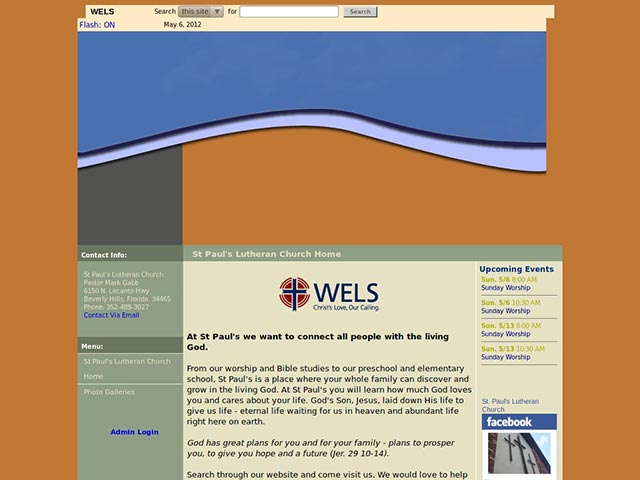 WELS
Search this site for Search
Flash: ON
May 6, 2012
Contact Info:
St Paul's Lutheran Church
Pastor Mark Gabb
6150 N. Lecanto Hwy
Beverly Hills, Florida 34465
Phone: 352-489-3027
Contact Via Email
Menu:
St Paul's Lutheran Church
Home
Photo Galleries
Admin Login
St Paul's Lutheran Church Home
WELS
Christ's Love, Our Calling.
At St Paul's we want to connect all people with the living
God.
From our worship and Bible studies to our preschool and elementary
school, St Paul's is a place where your whole family can discover and
grow in the living God. At St Paul's you will learn how much God loves
you and cares about your life. God's Son, Jesus, laid down His life to
give us life - eternal life waiting for us in heaven and abundant life
right here on earth.
God has great plans for you and for your family - plans to prosper
you, to give you hope and a future (Jer. 29 10-14).
Search through our website and come visit us. We would love to help
Upcoming Events
Sun. 5/6 8:00 AM
Sunday Worship
Sun. 5/6 10:30 AM
Sunday Worship
Sun. 5/13 8:00 AM
Sunday Worship
Sun. 5/13 10:30 AM
Sunday Worship
St. Paul's Lutheran
Church
facebook